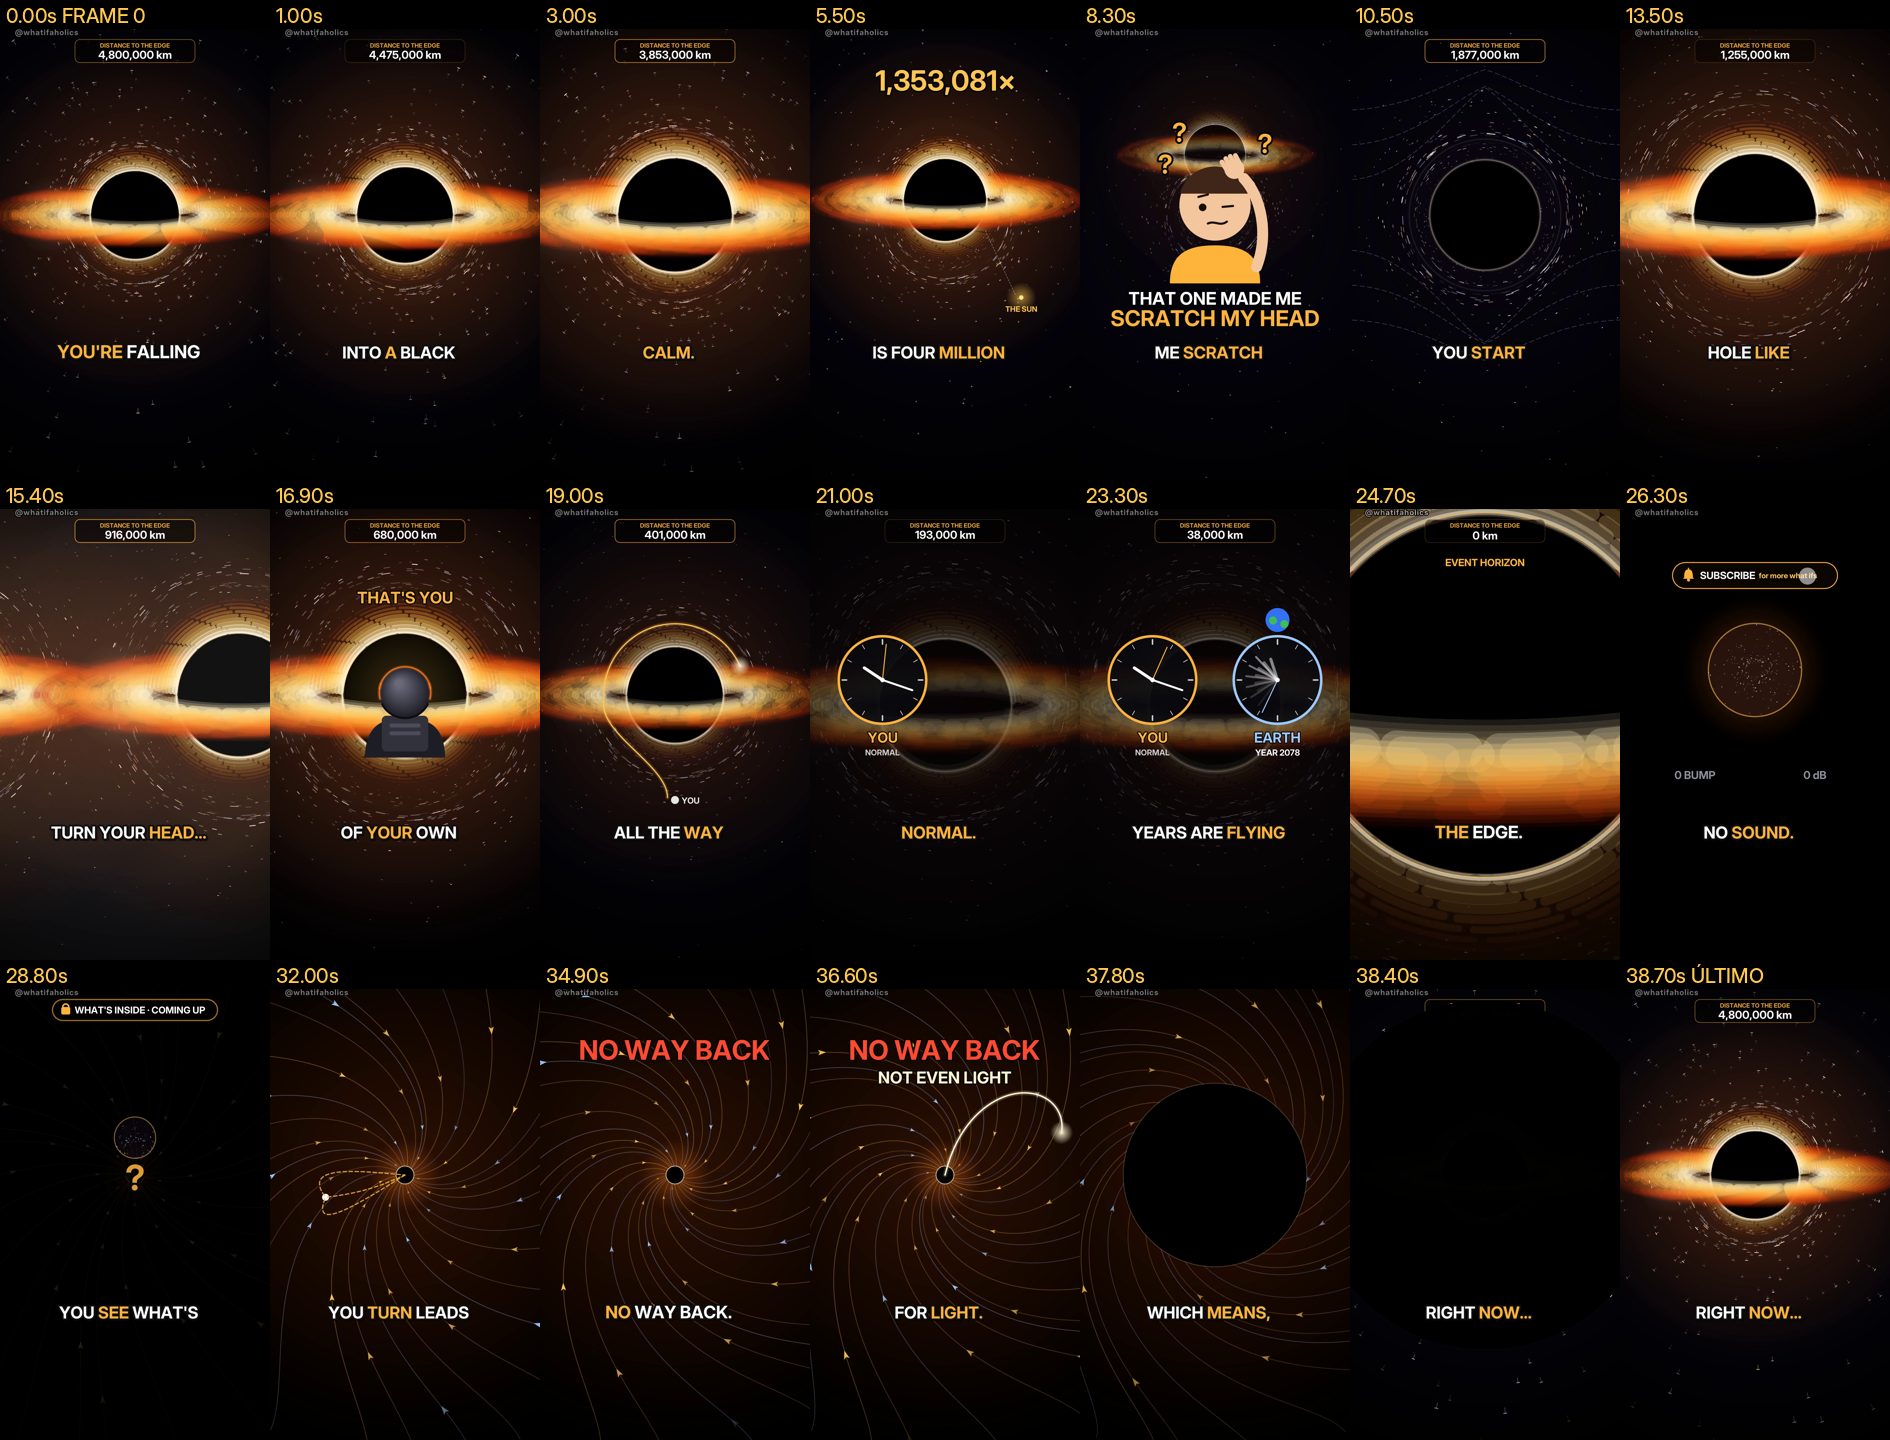 0.00s FRAME 0
@whatifaholics
DISTANCE TO THE EDGE
4,800,000 km
YOU'RE FALLING
1.00s
@whatifaholics
DISTANCE TO THE EDGE
4,475,000 km
INTO A BLACK
3.00s
@whatifaholics
DISTANCE TO THE EDGE
3,853,000 km
CALM.
5.50s
@whatifaholics
1,353,081×
THE SUN
IS FOUR MILLION
8.30s
@whatifaholics
? ? ?
THAT ONE MADE ME
SCRATCH MY HEAD
ME SCRATCH
10.50s
@whatifaholics
DISTANCE TO THE EDGE
1,877,000 km
YOU START
13.50s
@whatifaholics
DISTANCE TO THE EDGE
1,255,000 km
HOLE LIKE
15.40s
@whatifaholics
DISTANCE TO THE EDGE
916,000 km
TURN YOUR HEAD...
16.90s
@whatifaholics
DISTANCE TO THE EDGE
680,000 km
THAT'S YOU
OF YOUR OWN
19.00s
@whatifaholics
DISTANCE TO THE EDGE
401,000 km
YOU
ALL THE WAY
21.00s
@whatifaholics
DISTANCE TO THE EDGE
193,000 km
YOU
NORMAL
NORMAL.
23.30s
@whatifaholics
DISTANCE TO THE EDGE
38,000 km
YOU
NORMAL
EARTH
YEAR 2078
YEARS ARE FLYING
24.70s
@whatifaholics
DISTANCE TO THE EDGE
0 km
EVENT HORIZON
THE EDGE.
26.30s
@whatifaholics
SUBSCRIBE for more what ifs
0 BUMP
0 dB
NO SOUND.
28.80s
@whatifaholics
WHAT'S INSIDE · COMING UP
?
YOU SEE WHAT'S
32.00s
@whatifaholics
YOU TURN LEADS
34.90s
@whatifaholics
NO WAY BACK
NO WAY BACK.
36.60s
@whatifaholics
NO WAY BACK
NOT EVEN LIGHT
FOR LIGHT.
37.80s
@whatifaholics
WHICH MEANS,
38.40s
@whatifaholics
RIGHT NOW...
38.70s ÚLTIMO
@whatifaholics
DISTANCE TO THE EDGE
4,800,000 km
RIGHT NOW...